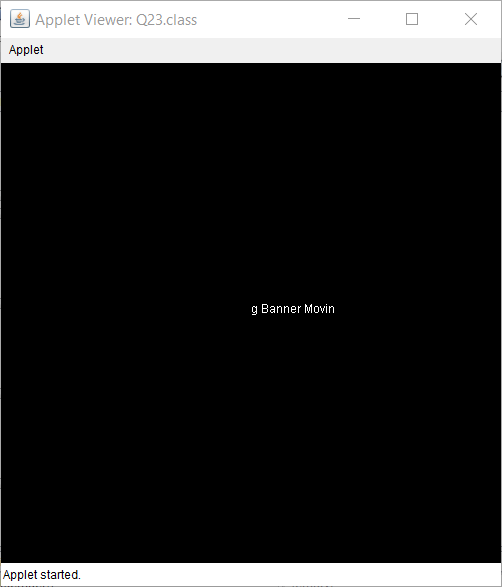 Applet Viewer: Q23.class
Applet
g Banner Movin
Applet started.